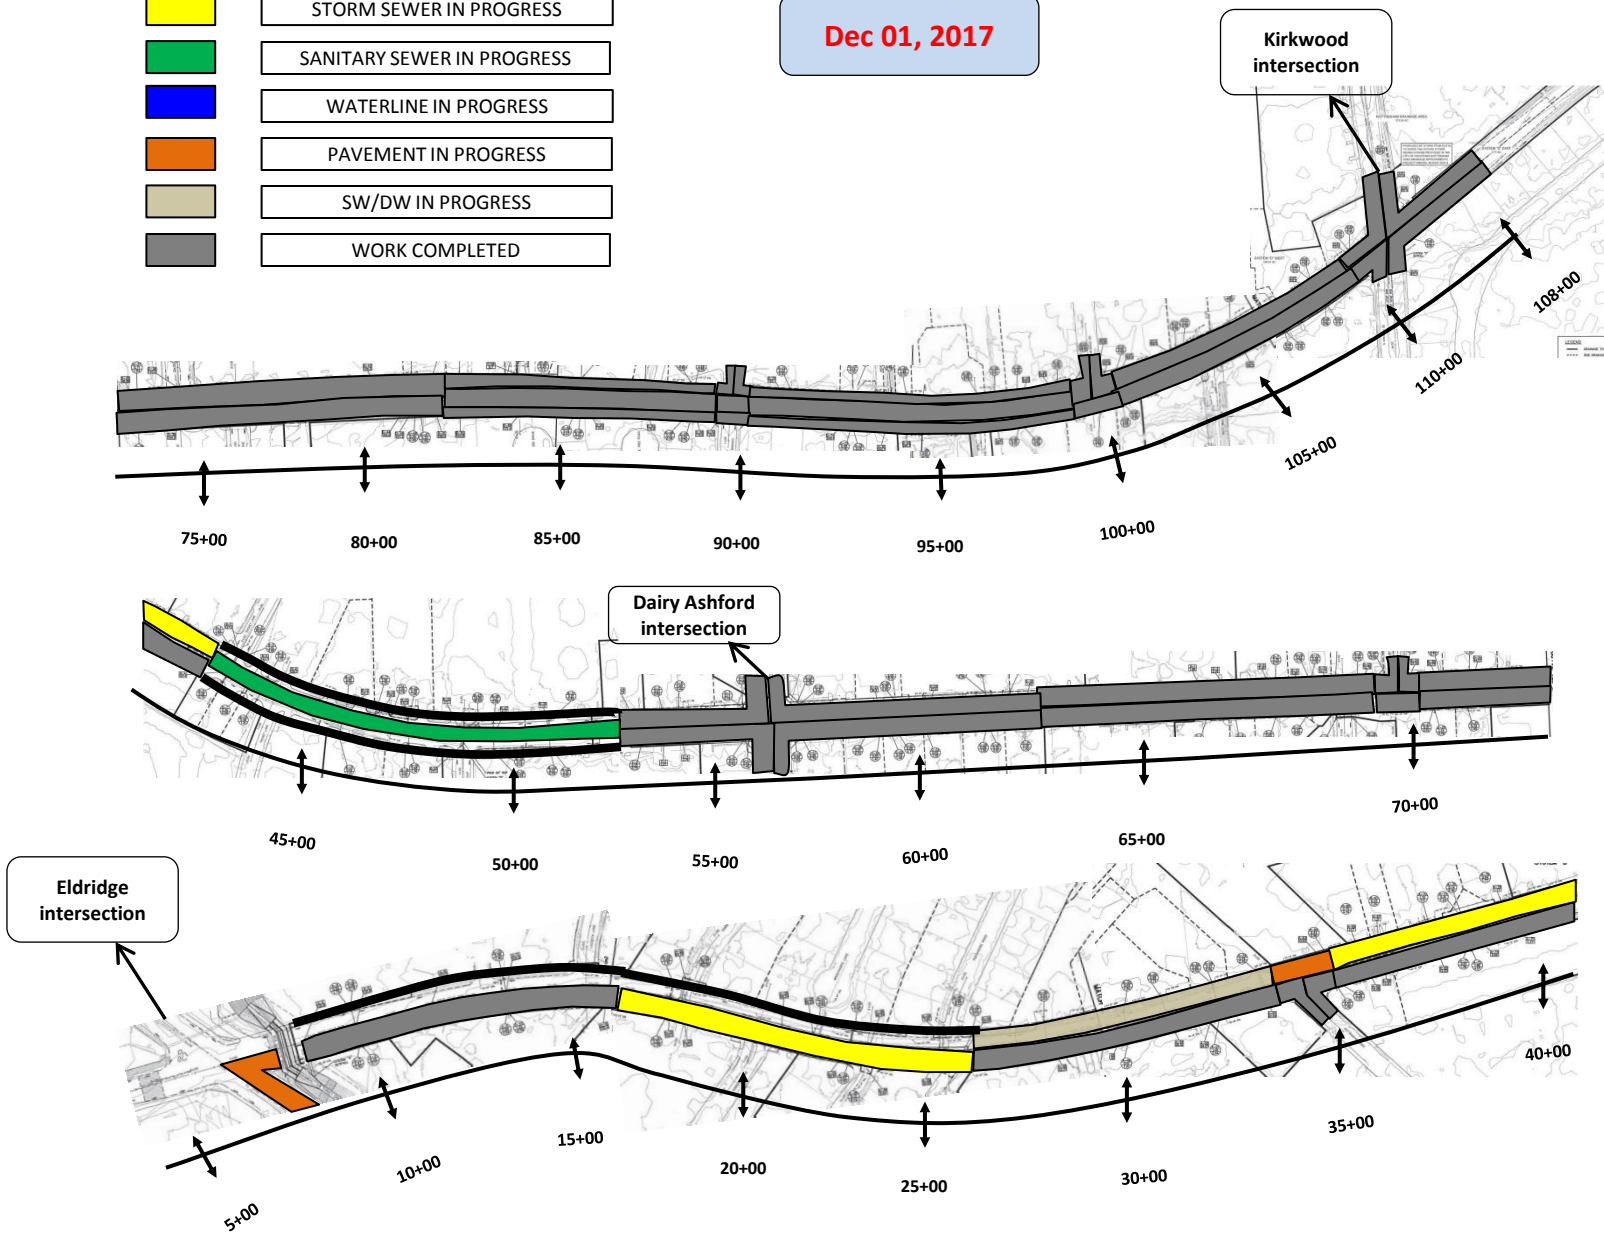 STORM SEWER IN PROGRESS
SANITARY SEWER IN PROGRESS
WATERLINE IN PROGRESS
PAVEMENT IN PROGRESS
SW/DW IN PROGRESS
WORK COMPLETED
Dec 01, 2017
Kirkwood
intersection
108+00
110+00
105+00
100+00
75+00
80+00
85+00
90+00
95+00
Dairy Ashford
intersection
45+00
50+00
55+00
60+00
65+00
70+00
Eldridge
intersection
5+00
10+00
15+00
20+00
25+00
30+00
35+00
40+00
LEGEND